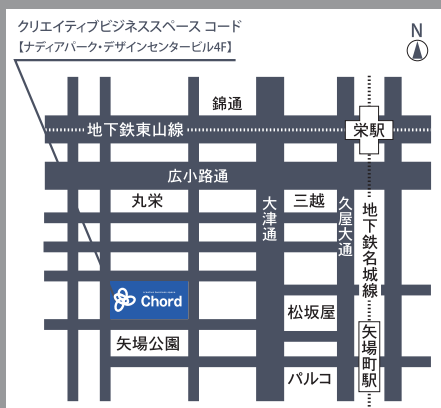 クリエイティブビジネススペース コード
【ナディアパーク・デザインセンタービル4F】
N
錦通
地下鉄東山線
栄駅
広小路通
丸栄
大津通
三越
久屋大通
地下鉄名城線
Chord
松坂屋
矢場公園
矢場町駅
パルコ